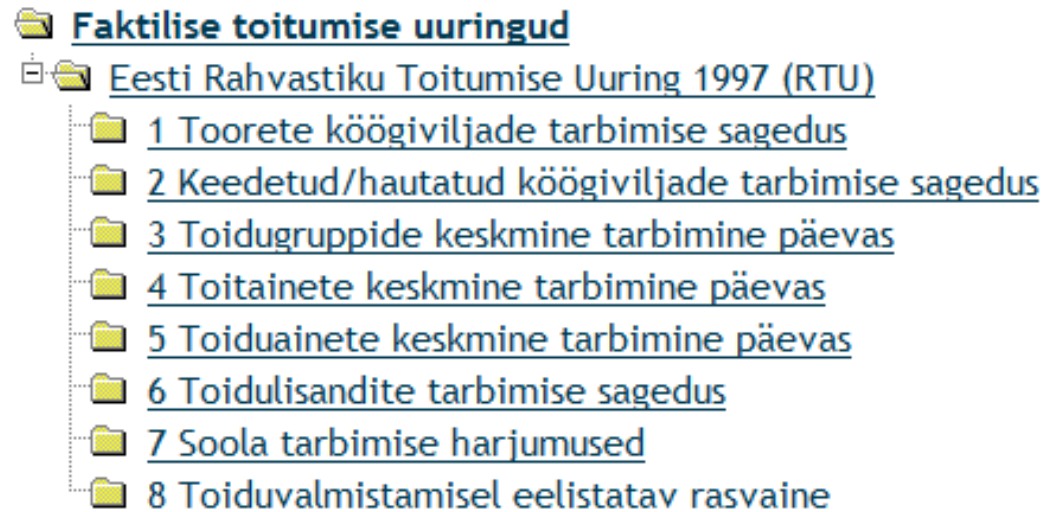 Faktilise toitumise uuringud
Eesti Rahvastiku Toitumise Uuring 1997 (RTU)
1 Toorete köögiviljade tarbimise sagedus
2 Keedetud/hautatud köögiviljade tarbimise sagedus
3 Toidugruppide keskmine tarbimine päevas
4 Toitainete keskmine tarbimine päevas
5 Toiduainete keskmine tarbimine päevas
6 Toidulisandite tarbimise sagedus
7 Soola tarbimise harjumused
8 Toiduvalmistamisel eelistatav rasvaine